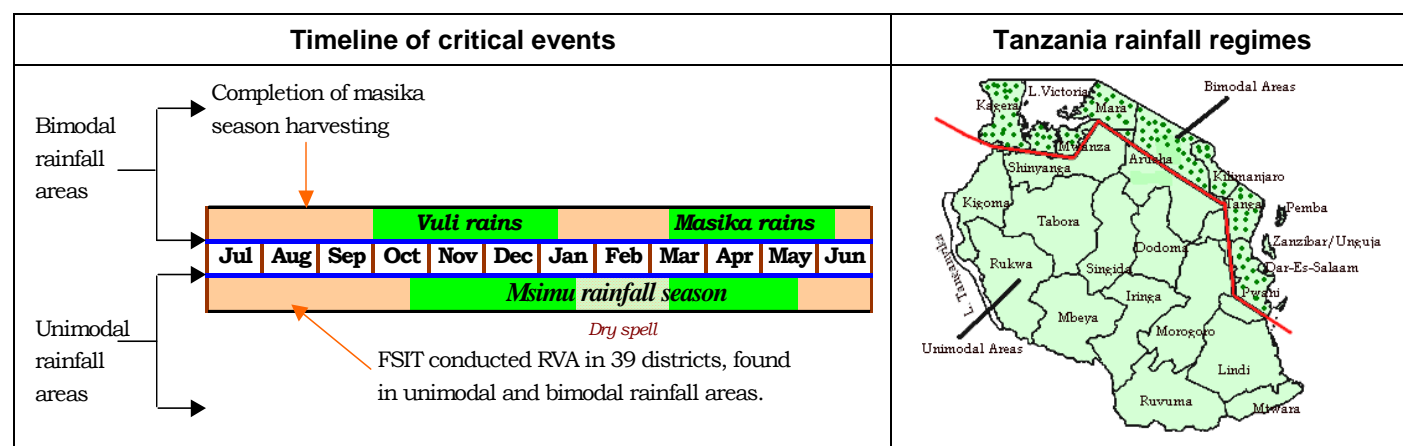 Timeline of critical events
Tanzania rainfall regimes
Bimodal
rainfall
areas
Completion of masika
season harvesting
Vuli rains
Masika rains
Jul Aug Sep Oct Nov Dec Jan Feb Mar Apr May Jun
Msimu rainfall season
Dry spell
Unimodal
rainfall
areas
FSIT conducted RVA in 39 districts, found
in unimodal and bimodal rainfall areas.
Bimodal Areas
L.Victoria
Kagera
Mara
Mwanza
Shinyanga
Arusha
Kilimanjaro
Kigoma
Tabora
Tanga
Pemba
Zanzibar/Unguja
Dodoma
Dar-Es-Salaam
Rukwa
Singida
Pwani
L. Tanganyika
Iringa
Mbeya
Morogoro
Unimodal Areas
Lindi
Ruvuma
Mtwara